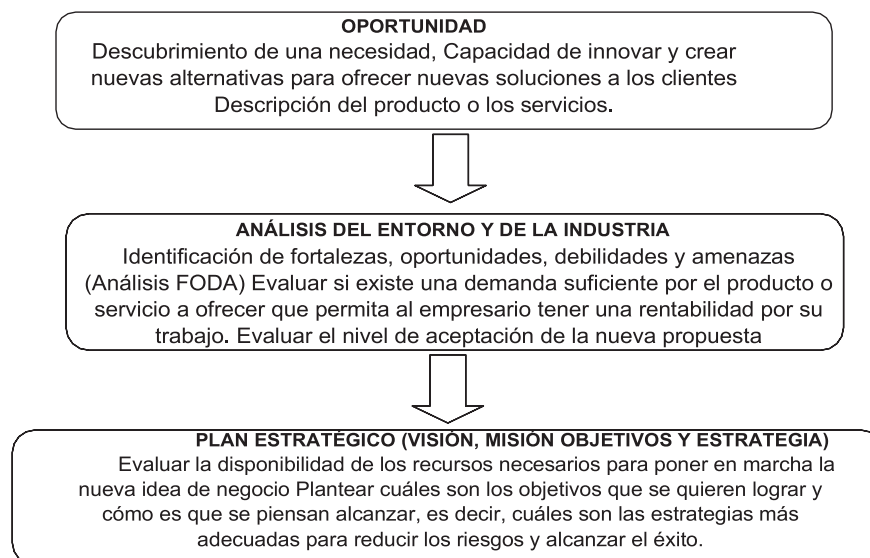 OPORTUNIDAD
Descubrimiento de una necesidad, Capacidad de innovar y crear
nuevas alternativas para ofrecer nuevas soluciones a los clientes
Descripción del producto o los servicios.
ANÁLISIS DEL ENTORNO Y DE LA INDUSTRIA
Identificación de fortalezas, oportunidades, debilidades y amenazas
(Análisis FODA) Evaluar si existe una demanda suficiente por el producto o
servicio a ofrecer que permita al empresario tener una rentabilidad por su
trabajo. Evaluar el nivel de aceptación de la nueva propuesta
PLAN ESTRATÉGICO (VISIÓN, MISIÓN OBJETIVOS Y ESTRATEGIA)
Evaluar la disponibilidad de los recursos necesarios para poner en marcha la
nueva idea de negocio Plantear cuáles son los objetivos que se quieren lograr y
cómo es que se piensan alcanzar, es decir, cuáles son las estrategias más
adecuadas para reducir los riesgos y alcanzar el éxito.